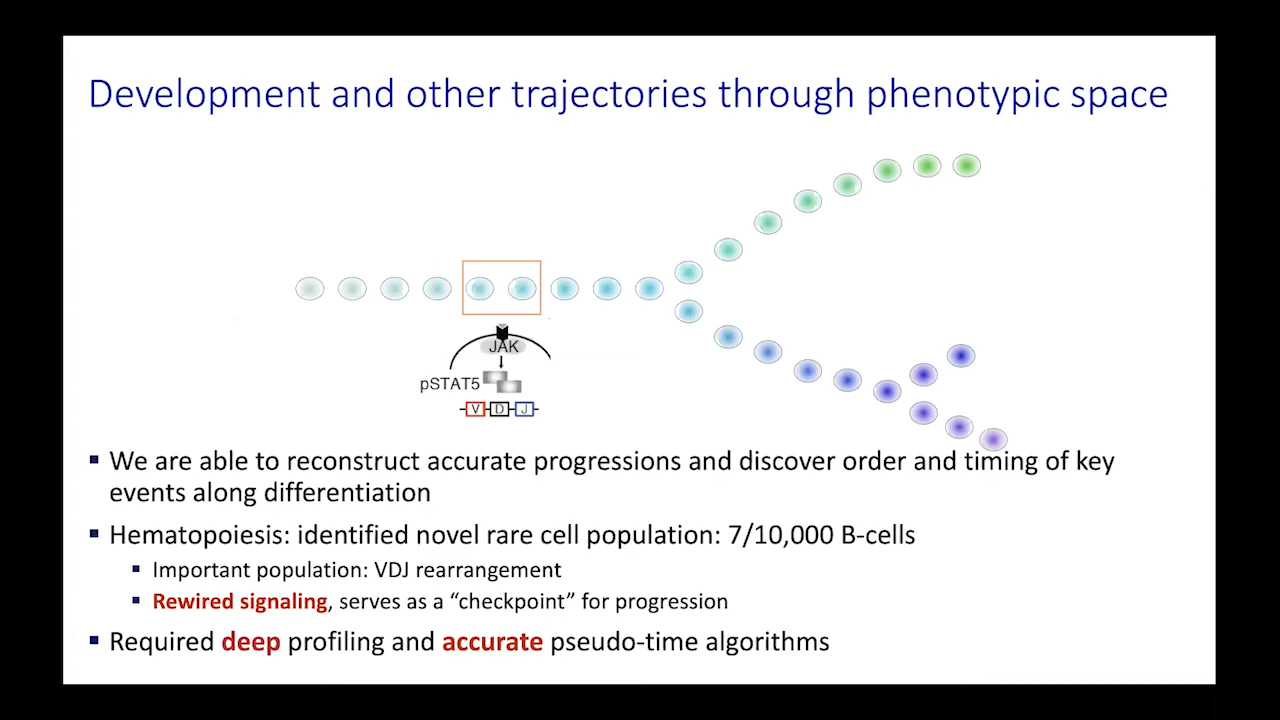 Development and other trajectories through phenotypic space
JAK
pSTAT5
V D J
▪ We are able to reconstruct accurate progressions and discover order and timing of key
events along differentiation
▪ Hematopoiesis: identified novel rare cell population: 7/10,000 B-cells
▪ Important population: VDJ rearrangement
▪ Rewired signaling, serves as a “checkpoint” for progression
▪ Required deep profiling and accurate pseudo-time algorithms